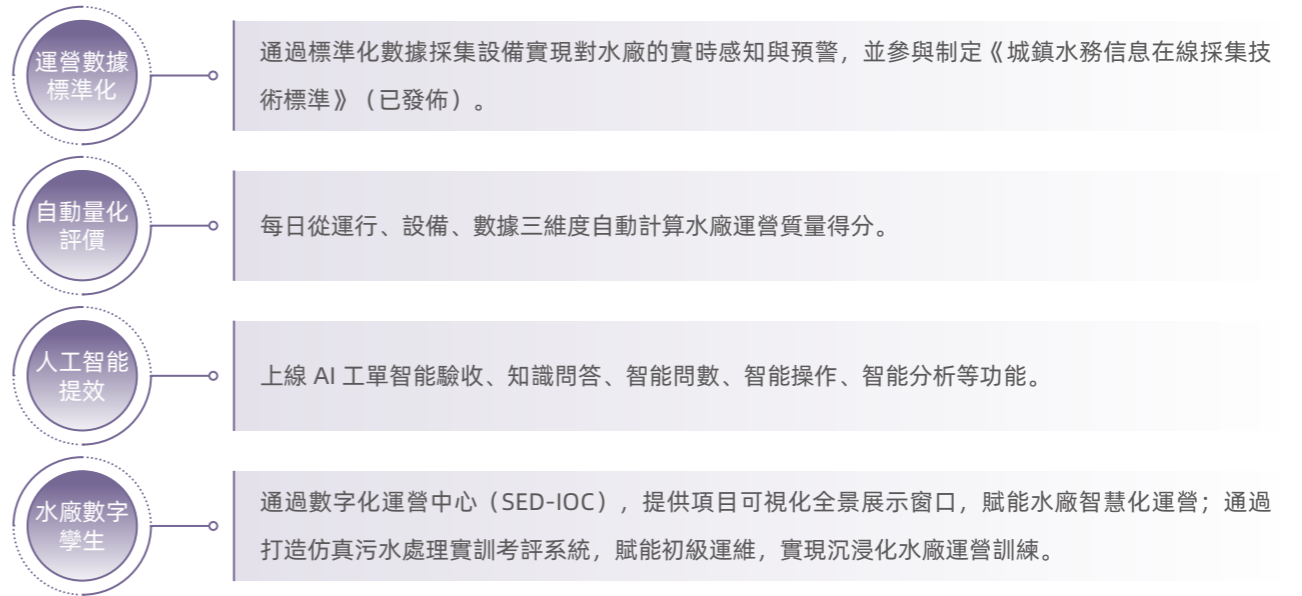 運營數據
標準化
通過標準化數據採集設備實現對水廠的實時感知與預警，並參與制定《城鎮水務信息在線採集技
術標準》（已發佈）。
自動量化
評價
每日從運行、設備、數據三維度自動計算水廠運營質量得分。
人工智能
提效
上線 AI 工單智能驗收、知識問答、智能問數、智能操作、智能分析等功能。
水廠數字
孿生
通過數字化運營中心（SED-IOC），提供項目可視化全景展示窗口，賦能水廠智慧化運營；通過
打造仿真污水處理實訓考評系統，賦能初級運維，實現沉浸化水廠運營訓練。